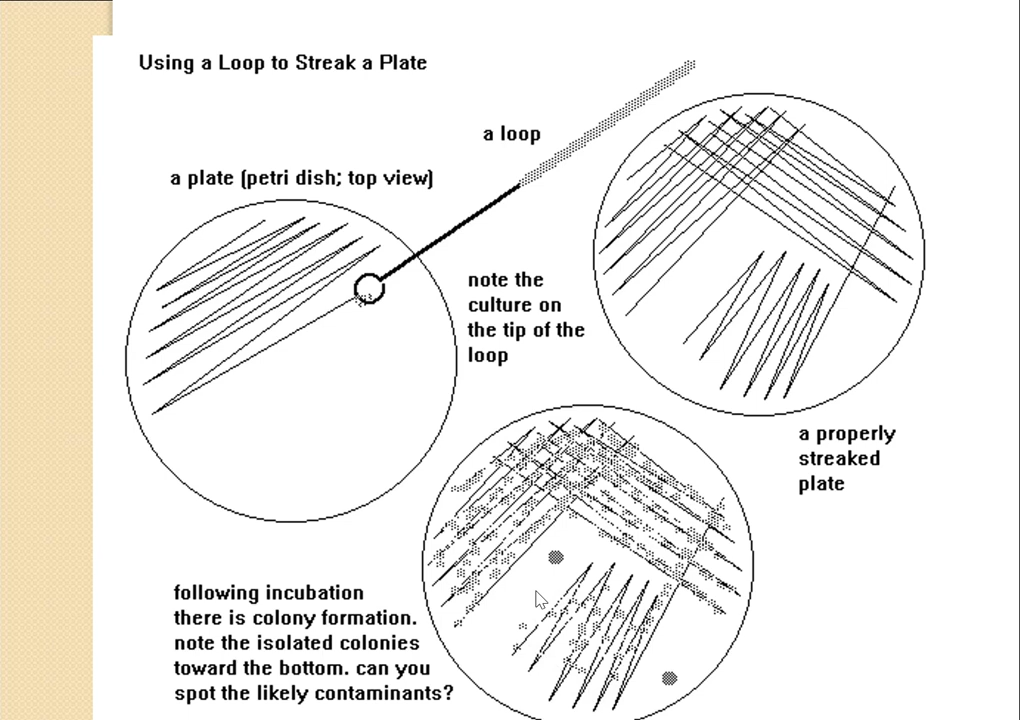 Using a Loop to Streak a Plate
a loop
a plate (petri dish; top view)
note the
culture on
the tip of the
loop
a properly
streaked
plate
following incubation
there is colony formation.
note the isolated colonies
toward the bottom. can you
spot the likely contaminants?